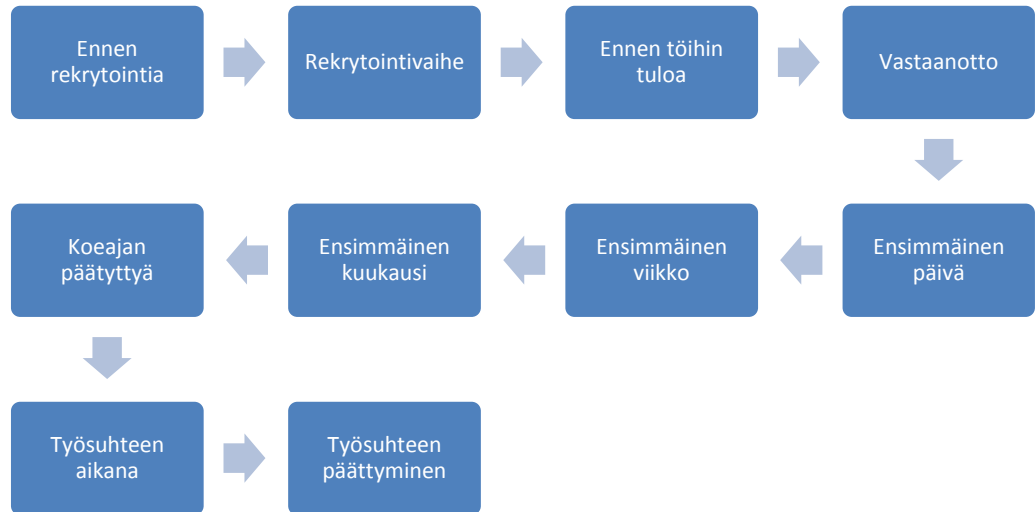 Ennen
rekrytointia
Rekrytointivaihe
Ennen töihin
tuloa
Vastaanotto
Ensimmäinen
päivä
Ensimmäinen
viikko
Ensimmäinen
kuukausi
Koeajan
päätyttyä
Työsuhteen
aikana
Työsuhteen
päättyminen